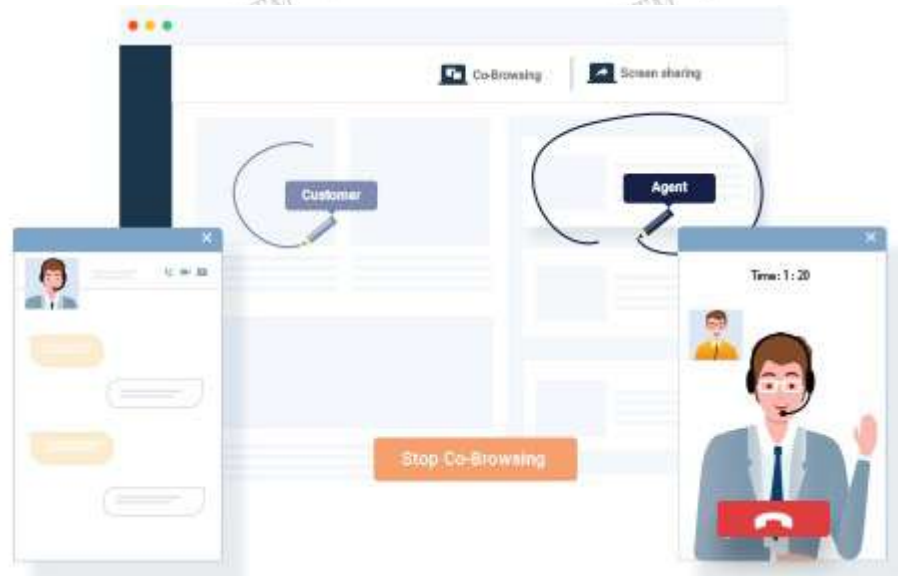 Co-Browsing
Screen sharing
Customer
Agent
Time: 1 : 20
Stop Co-Browsing